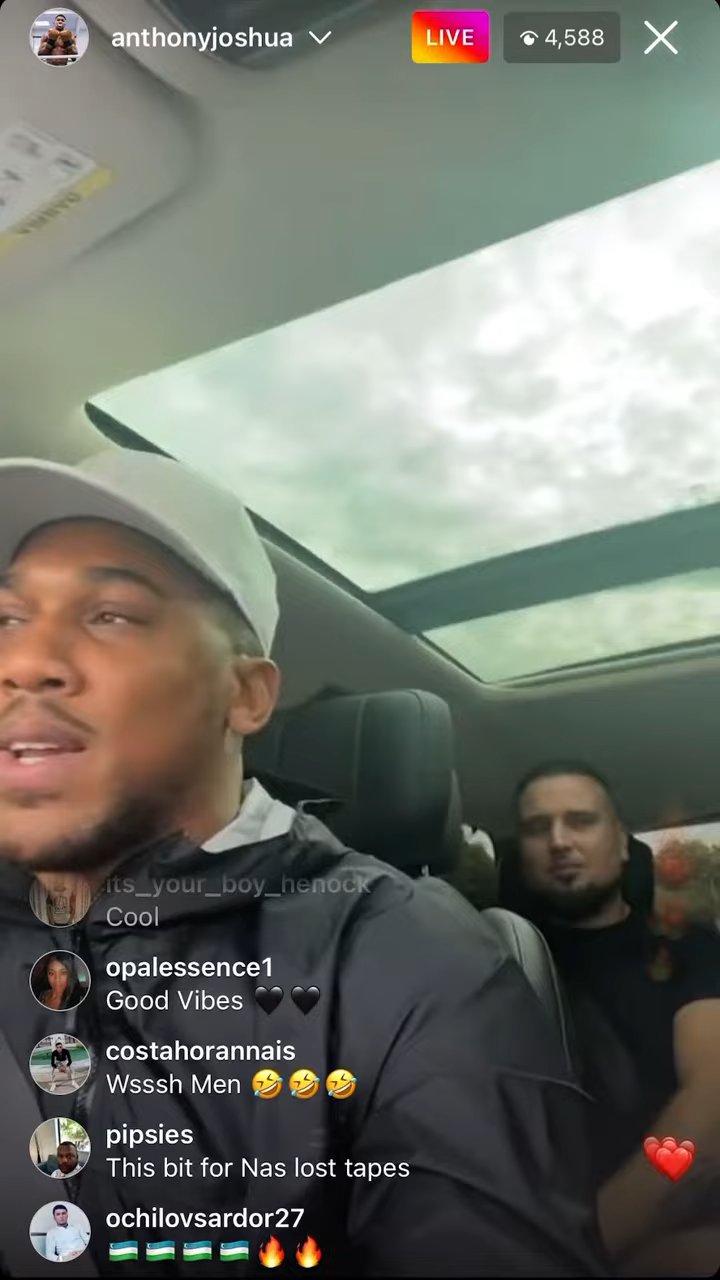 anthonyjoshua
LIVE
4,588
its_your_boy_henock
Cool
opalessence1
Good Vibes 🖤🖤
costahorannais
Wsssh Men 🤣🤣🤣
pipsies
This bit for Nas lost tapes
ochilovsardor27
🇺🇿🇺🇿🇺🇿🇺🇿🔥🔥